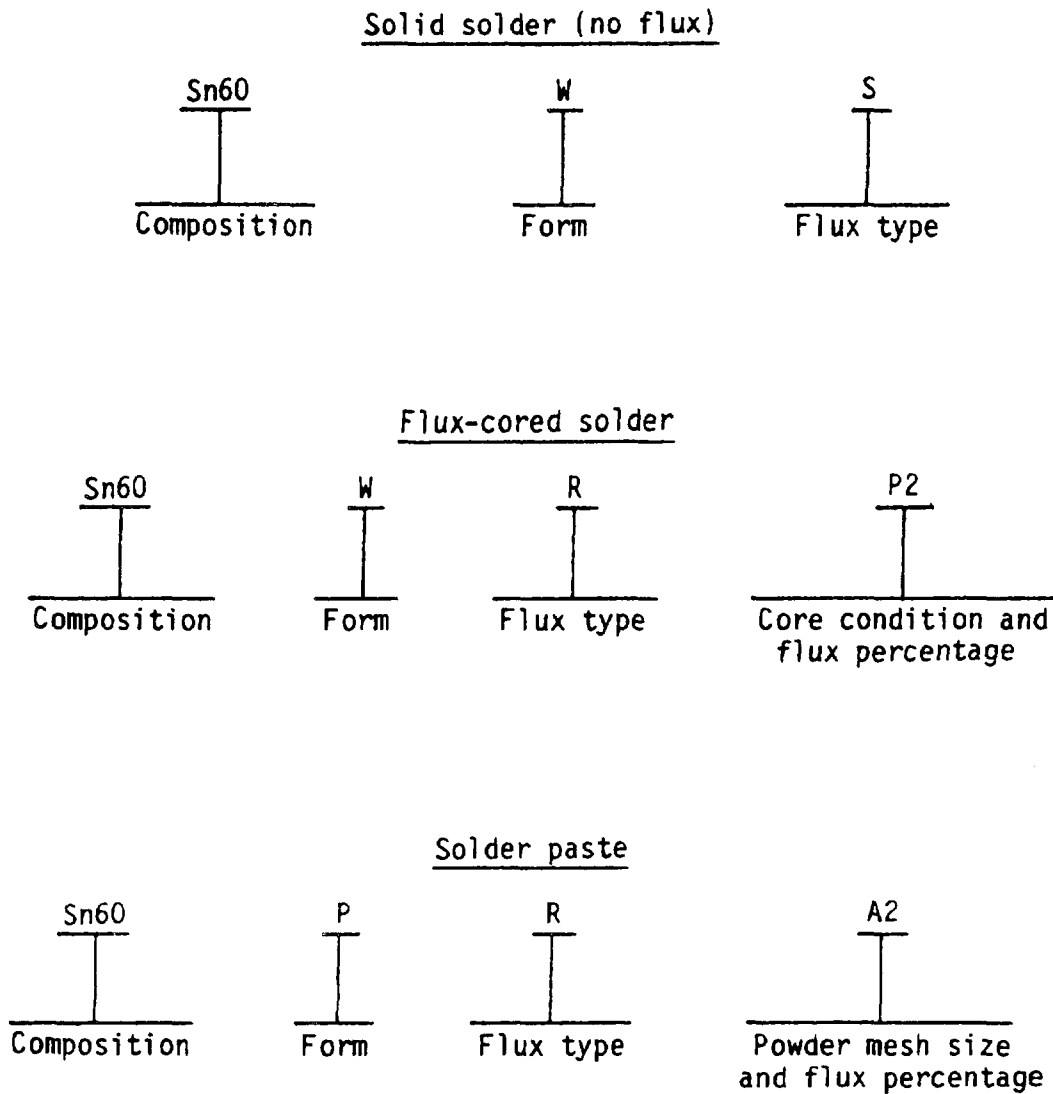 Solid solder (no flux)
Sn60 W S
Composition Form Flux type
Flux-cored solder
Sn60 W R P2
Composition Form Flux type Core condition and
flux percentage
Solder paste
Sn60 P R A2
Composition Form Flux type Powder mesh size
and flux percentage